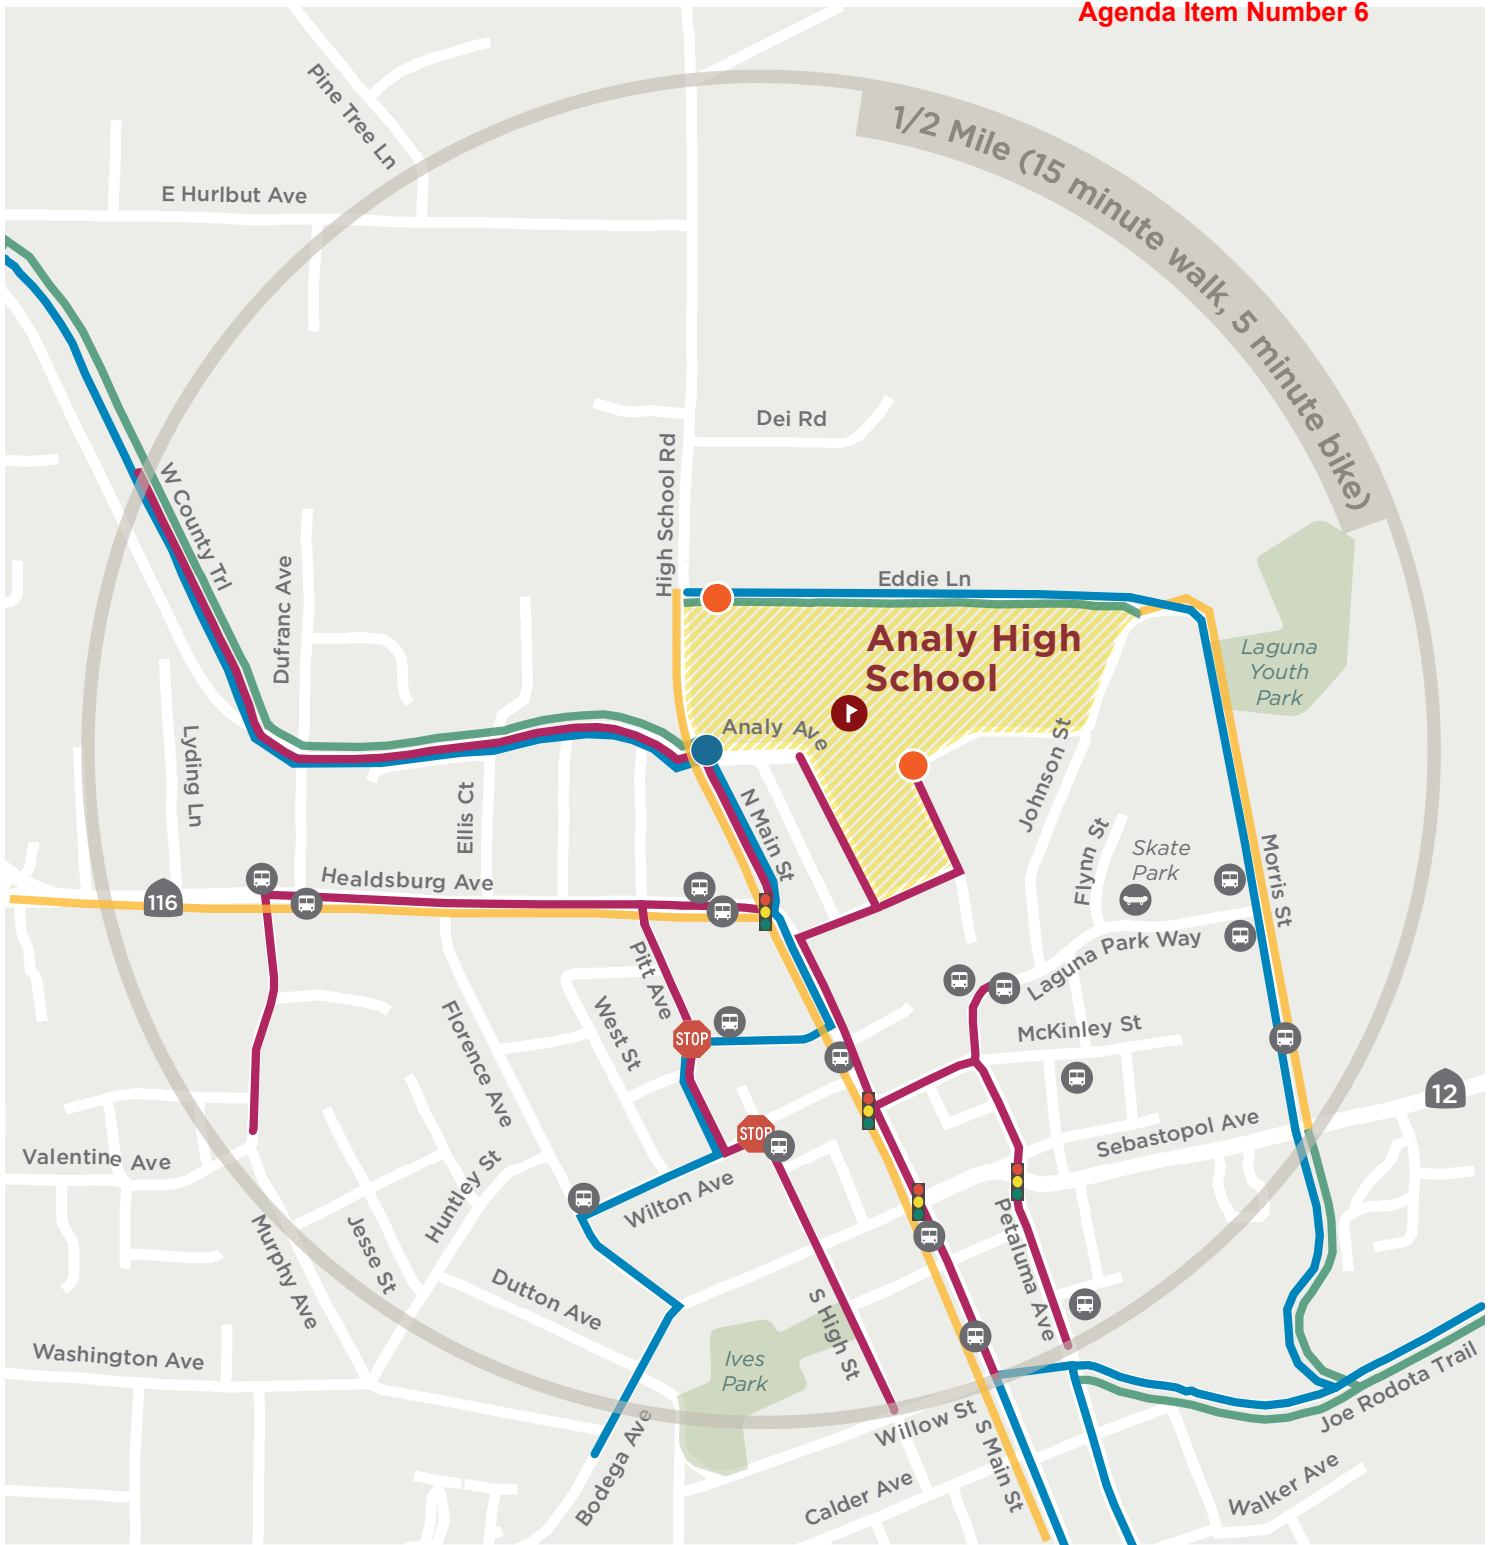 Agenda Item Number 6
1/2 Mile (15 minute walk, 5 minute bike)
Pine Tree Ln
E Hurlbut Ave
Dei Rd
High School Rd
W County Trl
Dufranc Ave
Eddie Ln
Analy High
School
Laguna
Youth
Park
Analy Ave
Lyding Ln
Ellis Ct
N Main St
Johnson St
Flynn St
Skate
Park
Morris St
Healdsburg Ave
116
Laguna Park Way
Pitt Ave
West St
Florence Ave
McKinley St
STOP
12
STOP
Sebastopol Ave
Valentine Ave
Huntley St
Wilton Ave
Petaluma Ave
Murphy Ave
Jesse St
Dutton Ave
S High St
Washington Ave
Ives
Park
Joe Rodota Trail
Willow St
S Main St
Bodega Ave
Calder Ave
Walker Ave